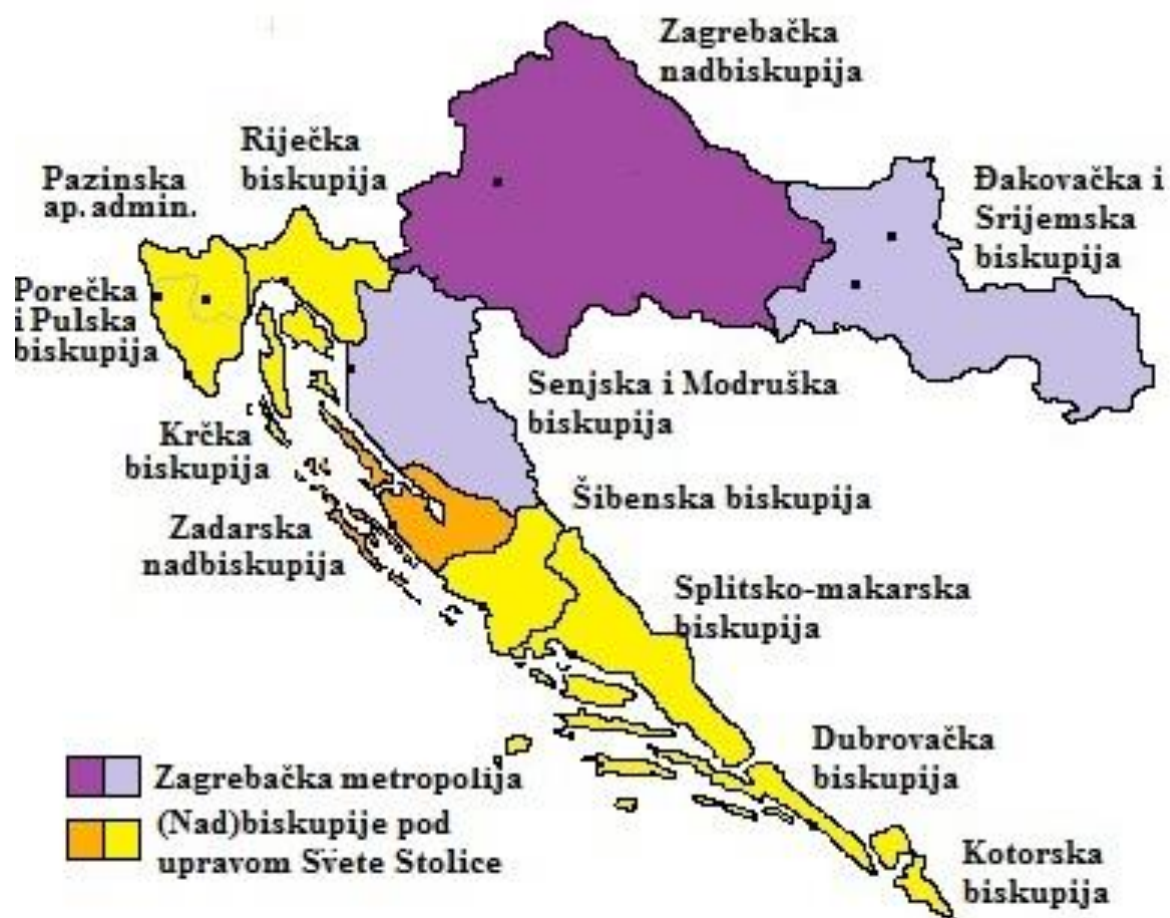 Zagrebačka
nadbiskupija
Riječka
biskupija
Pazinska
ap. admin.
Đakovačka i
Srijemska
biskupija
Porečka
i Pulska
biskupija
Senjska i Modruška
biskupija
Krčka
biskupija
Šibenska biskupija
Zadarska
nadbiskupija
Splitsko-makarska
biskupija
Dubrovačka
biskupija
Zagrebačka metropolija
(Nad)biskupije pod
upravom Svete Stolice
Kotorska
biskupija